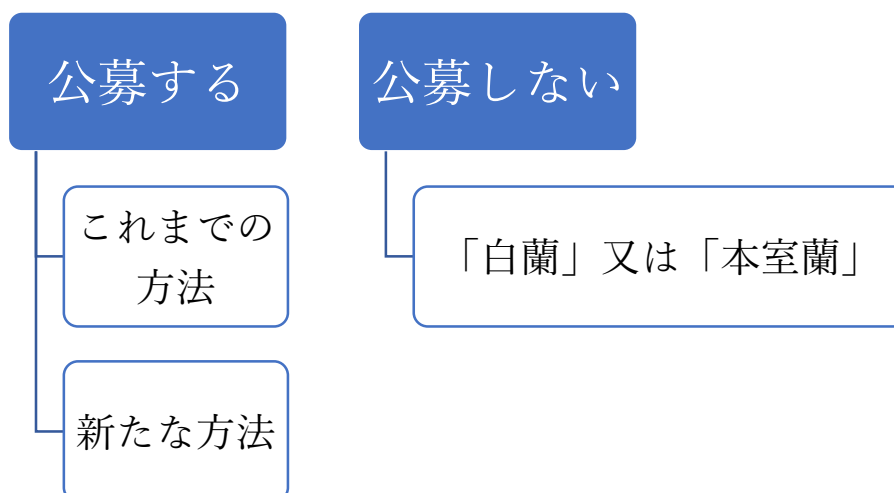 公募する
これまでの
方法
新たな方法
公募しない
「白蘭」又は「本室蘭」